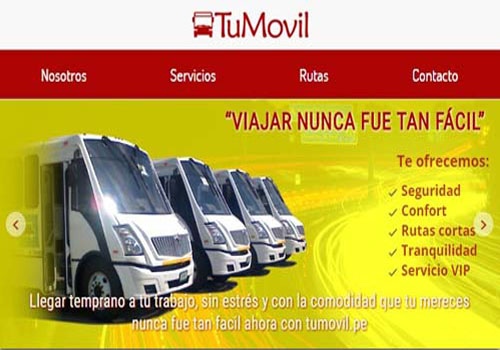 TuMovil
Nosotros Servicios Rutas Contacto
“VIAJAR NUNCA FUE TAN FÁCIL”
Te ofrecemos:
✓ Seguridad
✓ Confort
✓ Rutas cortas
✓ Tranquilidad
✓ Servicio VIP
Llegar temprano a tu trabajo, sin estrés y con la comodidad que tu mereces
nunca fue tan facil ahora con tumovil.pe